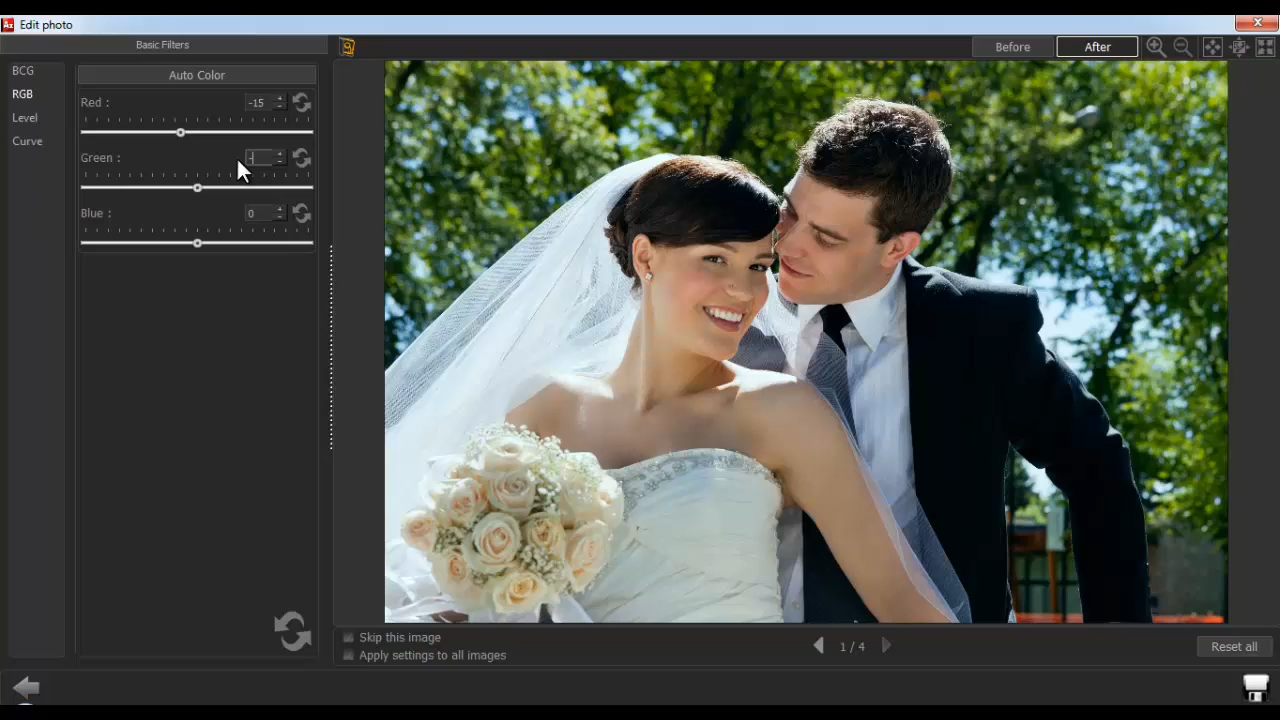 Az Edit photo
Basic Filters
Before
After
BCG
RGB
Level
Curve
Auto Color
Red :
-15
Green :
-
Blue :
0
Skip this image
Apply settings to all images
1 / 4
Reset all